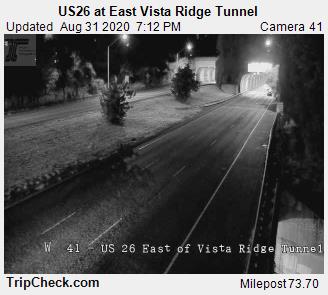 US26 at East Vista Ridge Tunnel
Updated Aug 31 2020 7:12 PM Camera 41
W 41 - US 26 East of Vista Ridge Tunnel
TripCheck.com Milepost 73.70